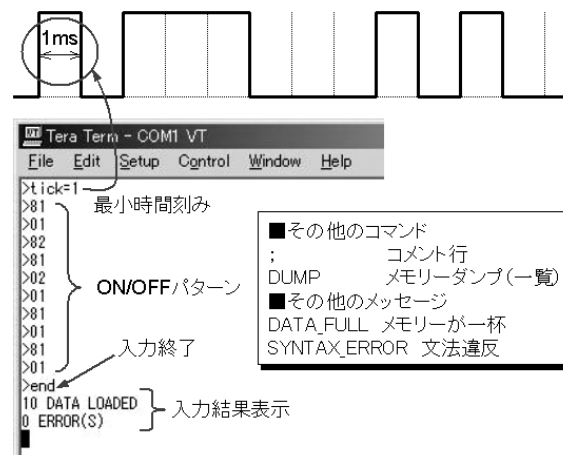 1ms
Tera Term - COM1 VT
File Edit Setup Control Window Help
>tick=1
最小時間刻み
>81
>01
>82
>81
>02
>01
>81
>01
>81
>01
ON/OFFパターン
入力終了
>end
10 DATA LOADED
0 ERROR(S)
入力結果表示
■その他のコマンド
; コメント行
DUMP メモリーダンプ(一覧)
■その他のメッセージ
DATA_FULL メモリーが一杯
SYNTAX_ERROR 文法違反